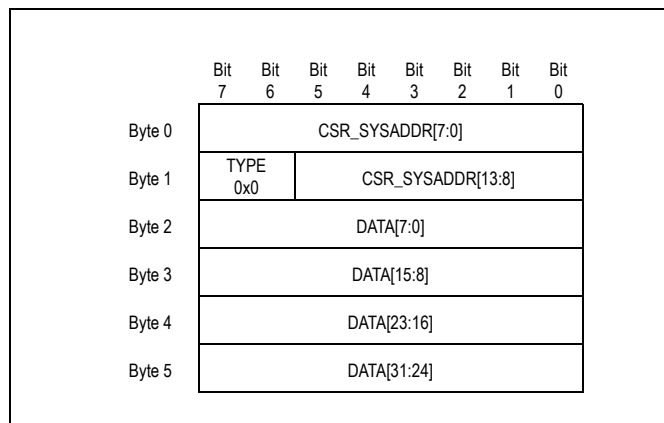 Bit Bit Bit Bit Bit Bit Bit Bit
7 6 5 4 3 2 1 0
Byte 0 CSR_SYSADDR[7:0]
Byte 1 TYPE 0x0 CSR_SYSADDR[13:8]
Byte 2 DATA[7:0]
Byte 3 DATA[15:8]
Byte 4 DATA[23:16]
Byte 5 DATA[31:24]